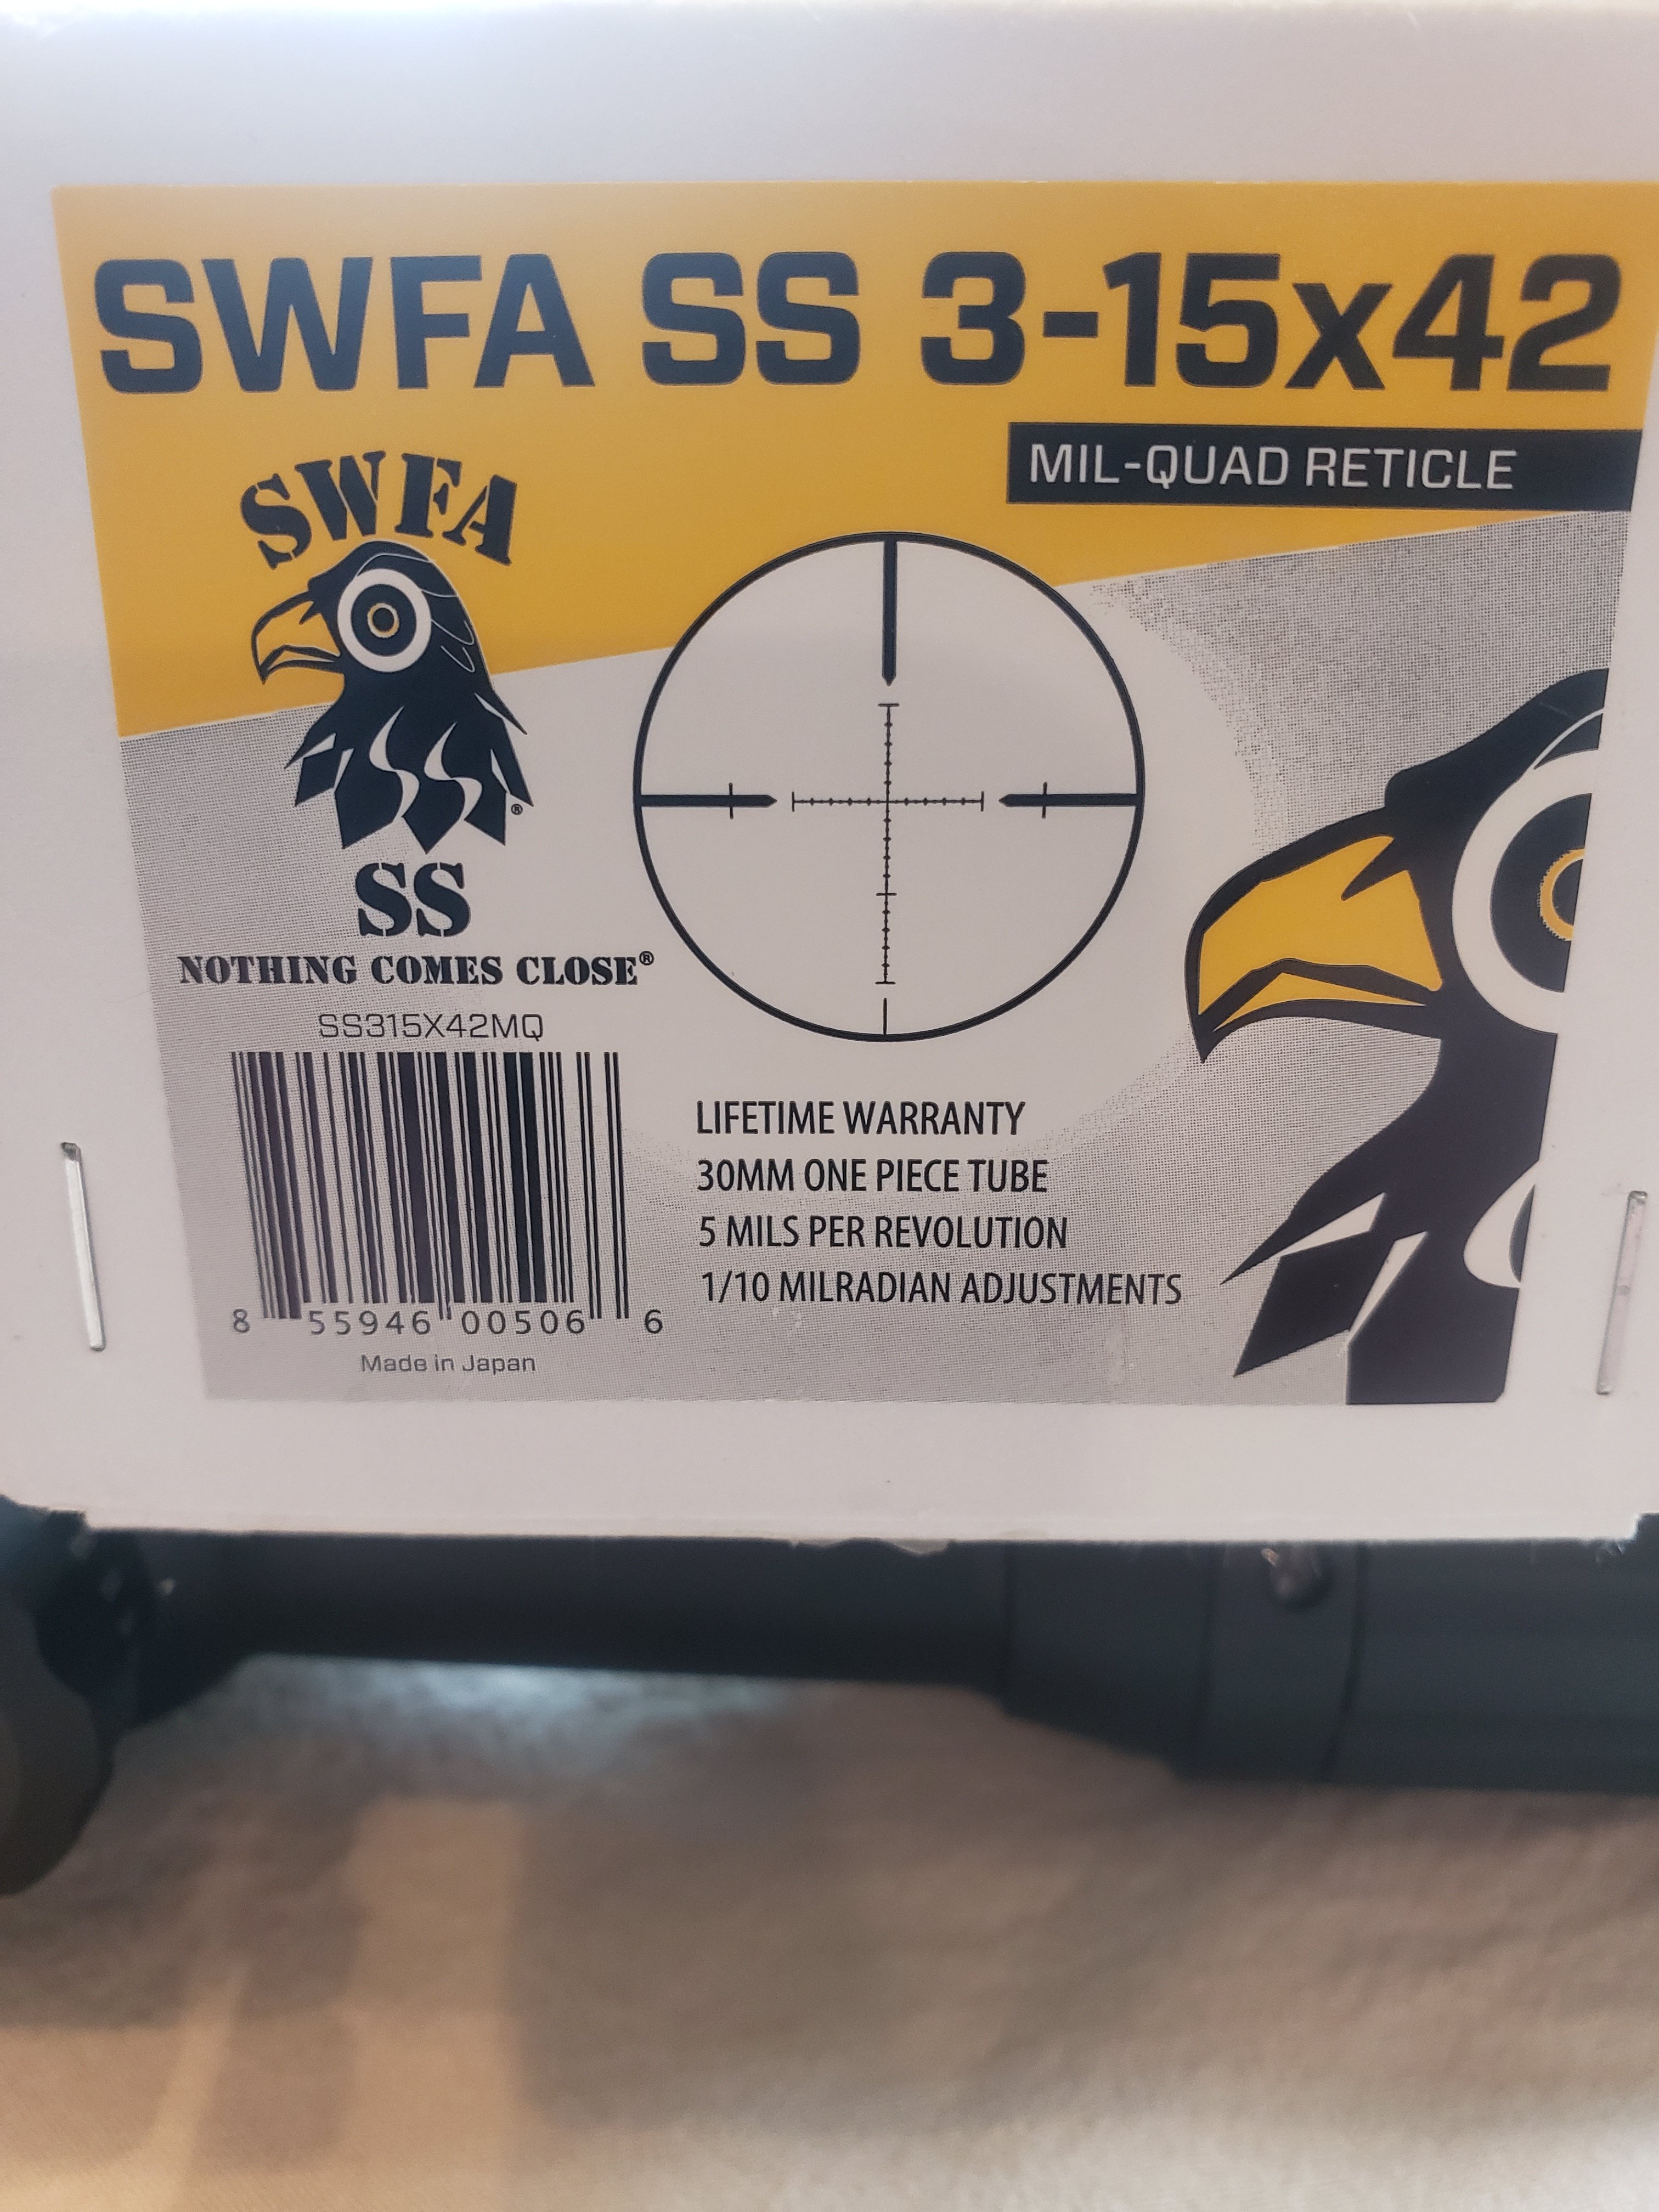 SWFA SS 3-15x42
MIL-QUAD RETICLE
SWFA
SS
®
SS
NOTHING COMES CLOSE®
SS315X42MQ
8 55946 00506 6
Made in Japan
LIFETIME WARRANTY
30MM ONE PIECE TUBE
5 MILS PER REVOLUTION
1/10 MILRADIAN ADJUSTMENTS